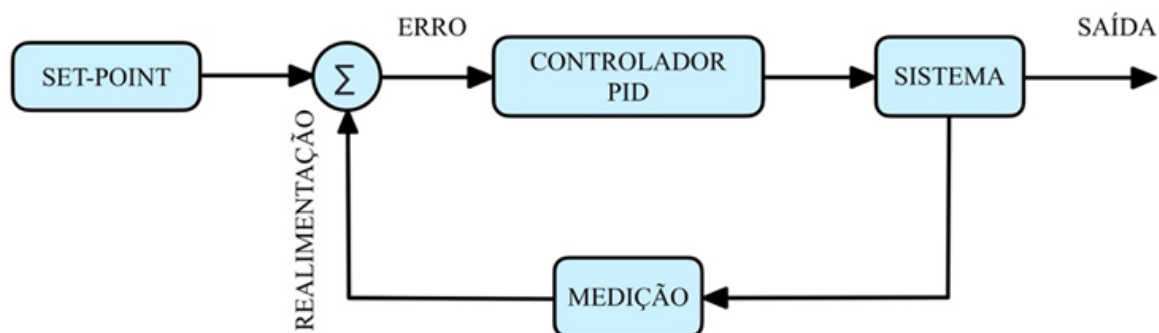 ERRO
SAÍDA
SET-POINT
Σ
CONTROLADOR
PID
SISTEMA
REALIMENTAÇÃO
MEDIÇÃO